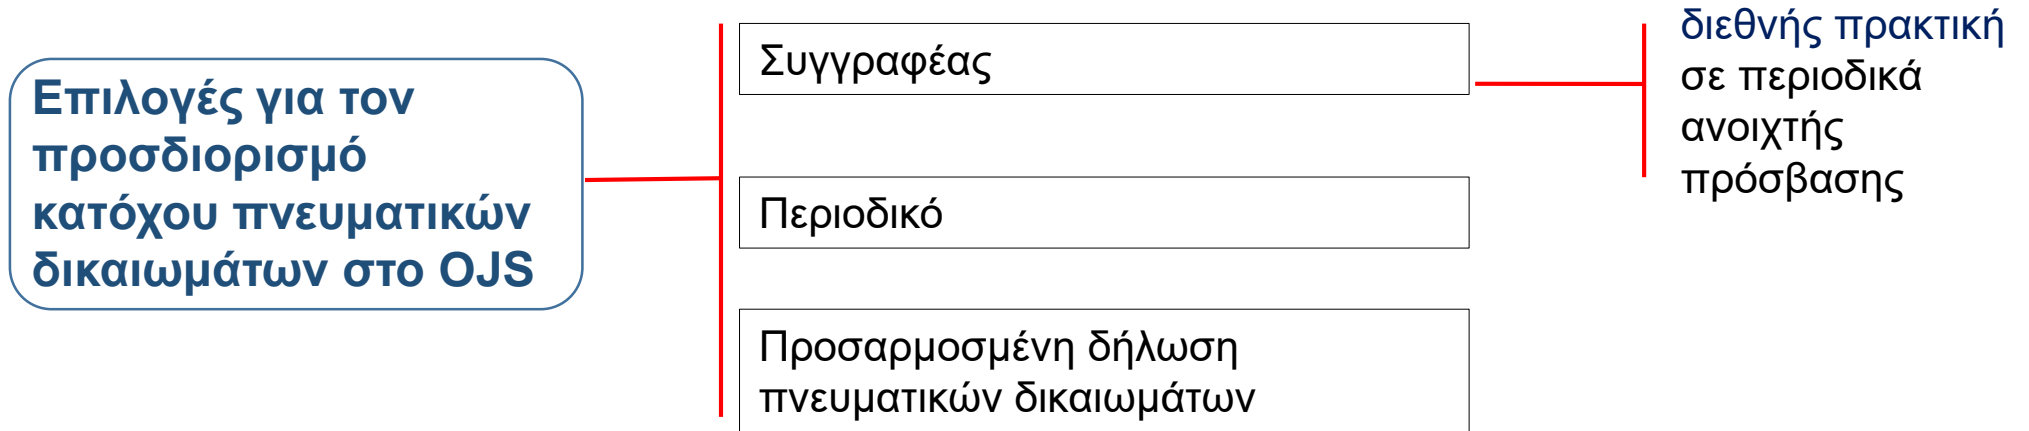 Επιλογές για τον
προσδιορισμό
κατόχου πνευματικών
δικαιωμάτων στο OJS
Συγγραφέας
Περιοδικό
Προσαρμοσμένη δήλωση
πνευματικών δικαιωμάτων
διεθνής πρακτική
σε περιοδικά
ανοιχτής
πρόσβασης